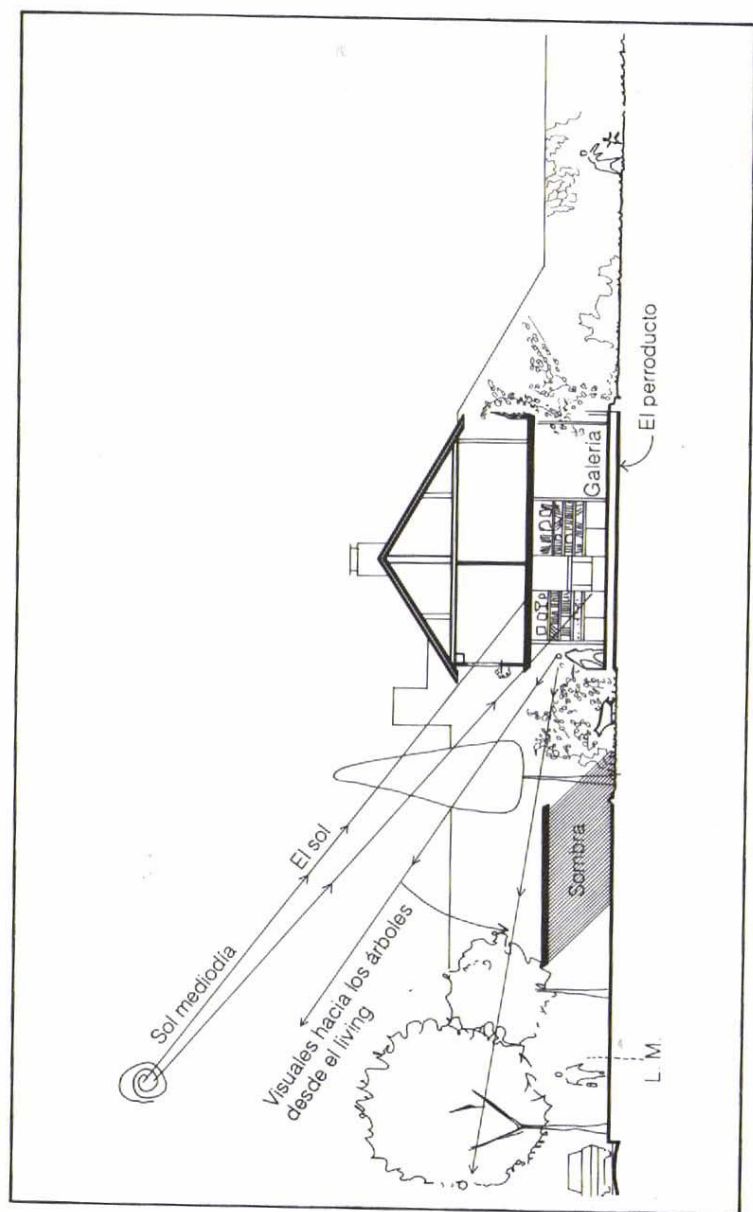 Sol mediodía
El sol
Visuales hacia los árboles
desde el living
Sombra
Galería
El perroducto
L. M.